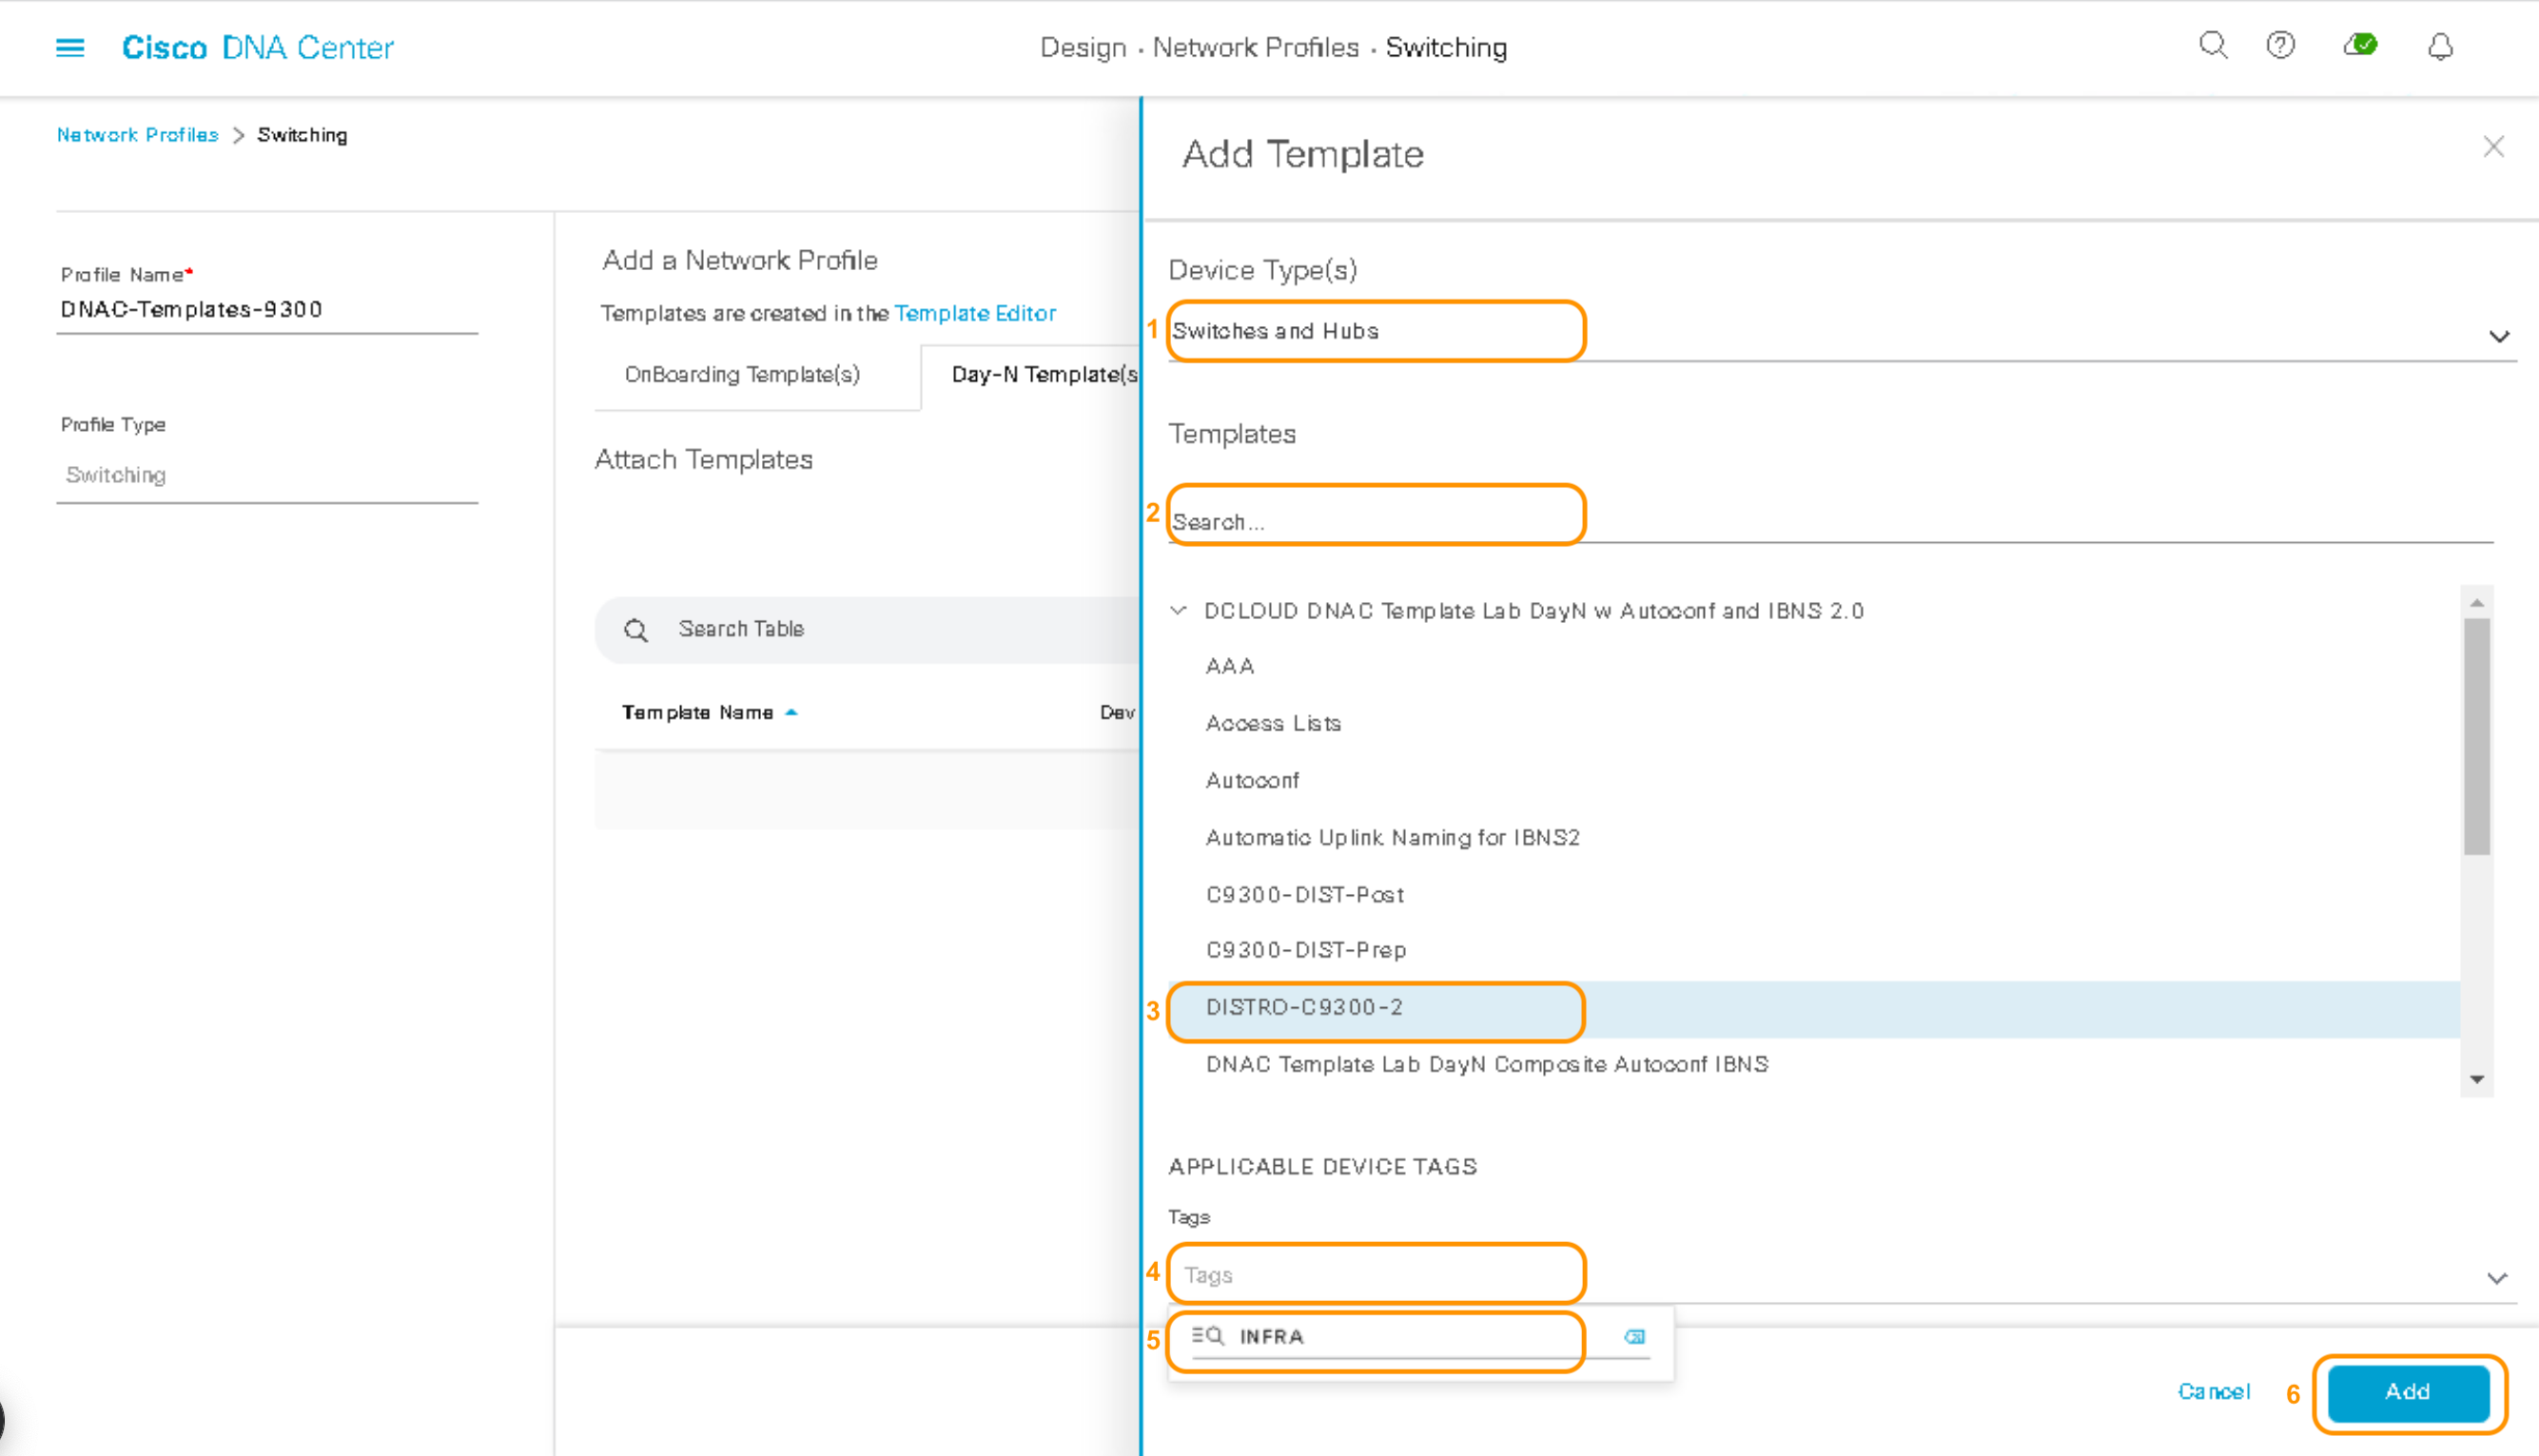 Cisco DNA Center
Design · Network Profiles · Switching
Network Profiles > Switching
Profile Name*
DNAC-Templates-9300
Profile Type
Switching
Add a Network Profile
Templates are created in the Template Editor
OnBoarding Template(s)
Day-N Template(s
Attach Templates
Search Table
Template Name
Dev
Add Template
Device Type(s)
1 Switches and Hubs
Templates
2 Search...
DCLOUD DNAC Template Lab DayN w Autoconf and IBNS 2.0
AAA
Access Lists
Autoconf
Automatic Uplink Naming for IBNS2
C9300-DIST-Post
C9300-DIST-Prep
3 DISTRO-C9300-2
DNAC Template Lab DayN Composite Autoconf IBNS
APPLICABLE DEVICE TAGS
Tags
4 Tags
5 INFRA
Cancel
6 Add